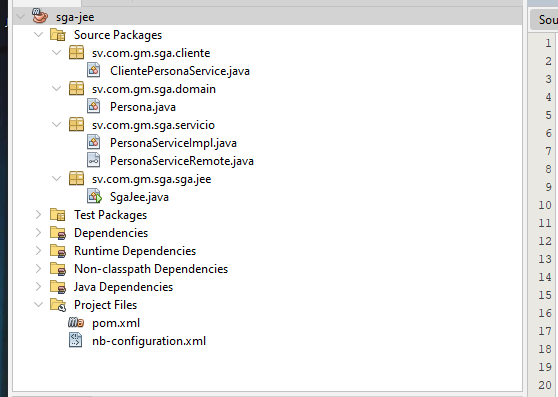 sga-jee
Source Packages
sv.com.gm.sga.cliente
ClientePersonaService.java
sv.com.gm.sga.domain
Persona.java
sv.com.gm.sga.servicio
PersonaServiceImpl.java
PersonaServiceRemote.java
sv.com.gm.sga.sga.jee
SgaJee.java
Test Packages
Dependencies
Runtime Dependencies
Non-classpath Dependencies
Java Dependencies
Project Files
pom.xml
nb-configuration.xml
Sou
1
2
3
4
5
6
7
8
9
10
11
12
13
14
15
16
17
18
19
20